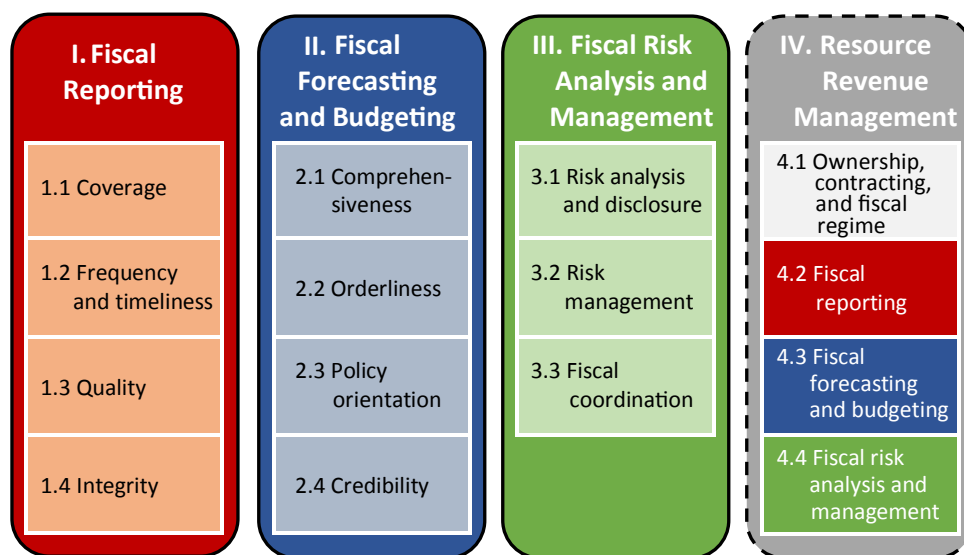 I. Fiscal
Reporting
1.1 Coverage
1.2 Frequency
and timeliness
1.3 Quality
1.4 Integrity
II. Fiscal
Forecasting
and Budgeting
2.1 Comprehen-
siveness
2.2 Orderliness
2.3 Policy
orientation
2.4 Credibility
III. Fiscal Risk
Analysis and
Management
3.1 Risk analysis
and disclosure
3.2 Risk
management
3.3 Fiscal
coordination
IV. Resource
Revenue
Management
4.1 Ownership,
contracting,
and fiscal
regime
4.2 Fiscal
reporting
4.3 Fiscal
forecasting
and budgeting
4.4 Fiscal risk
analysis and
management